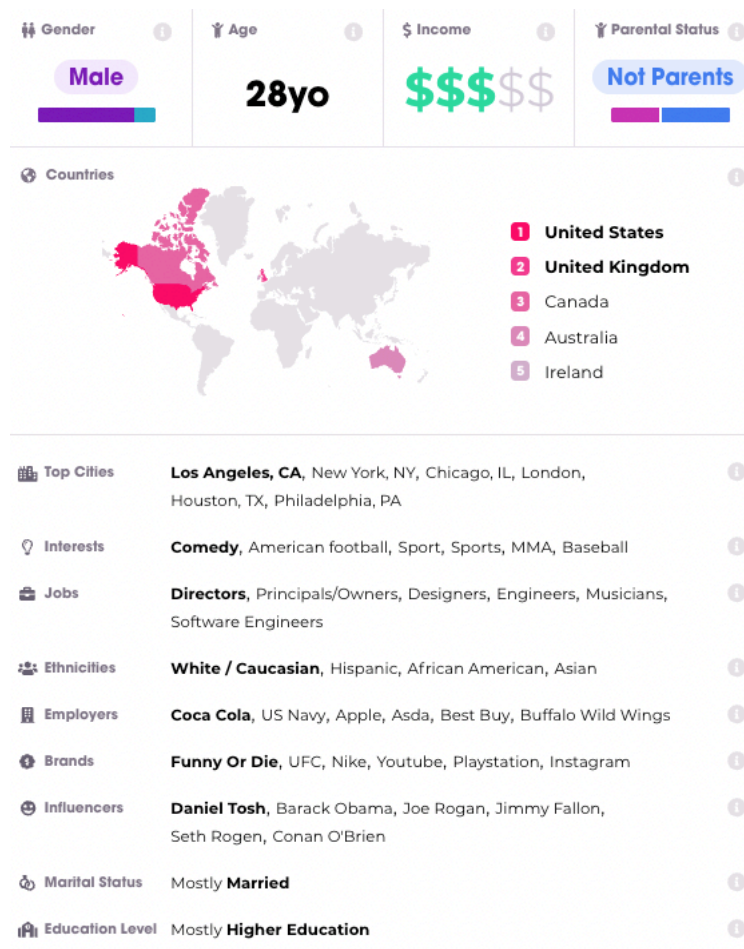 Gender
Age
$ Income
Parental Status
Male
28yo
$$$$$
Not Parents
Countries
1 United States
2 United Kingdom
3 Canada
4 Australia
5 Ireland
Top Cities
Los Angeles, CA, New York, NY, Chicago, IL, London,
Houston, TX, Philadelphia, PA
Interests
Comedy, American football, Sport, Sports, MMA, Baseball
Jobs
Directors, Principals/Owners, Designers, Engineers, Musicians,
Software Engineers
Ethnicities
White / Caucasian, Hispanic, African American, Asian
Employers
Coca Cola, US Navy, Apple, Asda, Best Buy, Buffalo Wild Wings
Brands
Funny Or Die, UFC, Nike, Youtube, Playstation, Instagram
Influencers
Daniel Tosh, Barack Obama, Joe Rogan, Jimmy Fallon,
Seth Rogen, Conan O'Brien
Marital Status
Mostly Married
Education Level
Mostly Higher Education